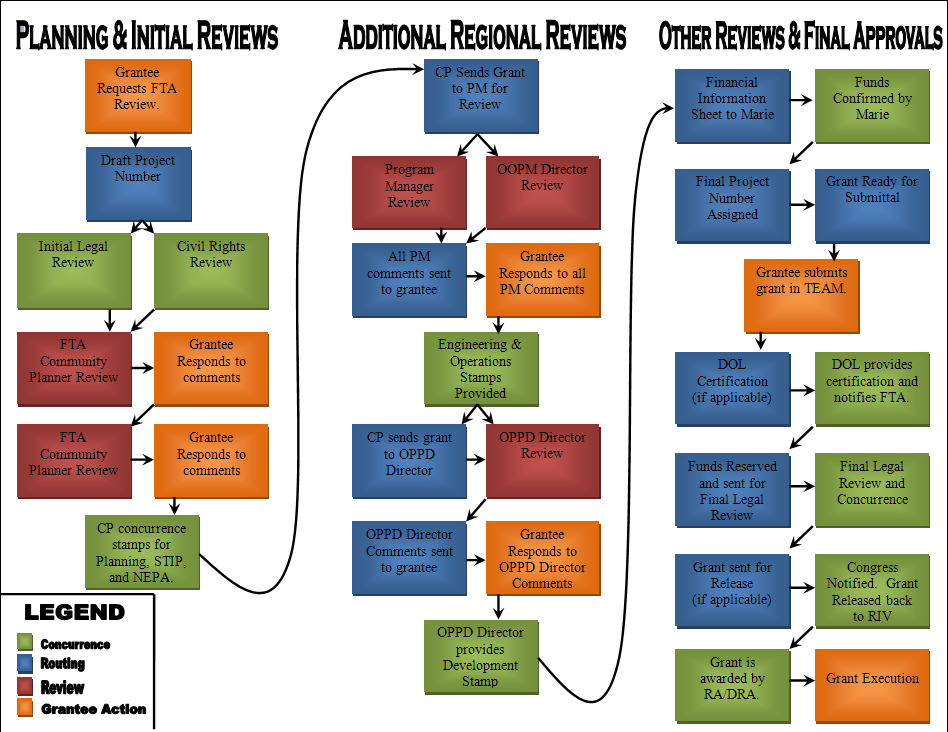 PLANNING & INITIAL REVIEWS
Grantee
Requests FTA
Review.
Draft Project
Number
Initial Legal
Review
Civil Rights
Review
FTA
Community
Planner Review
Grantee
Responds to
comments
FTA
Community
Planner Review
Grantee
Responds to
comments
CP concurrence
stamps for
Planning, STIP,
and NEPA.
LEGEND
Concurrence
Routing
Review
Grantee Action
ADDITIONAL REGIONAL REVIEWS
CP Sends Grant
to PM for
Review
Program
Manager
Review
OOPM Director
Review
All PM
comments sent
to grantee
Grantee
Responds to all
PM Comments
Engineering &
Operations
Stamps
Provided
CP sends grant
to OPPD
Director
OPPD Director
Review
OPPD Director
Comments sent
to grantee
Grantee
Responds to
OPPD Director
Comments
OPPD Director
provides
Development
Stamp
OTHER REVIEWS & FINAL APPROVALS
Financial
Information
Sheet to Marie
Funds
Confirmed by
Marie
Final Project
Number
Assigned
Grant Ready for
Submittal
Grantee submits
grant in TEAM.
DOL
Certification
(if applicable)
DOL provides
certification and
notifies FTA.
Funds Reserved
and sent for
Final Legal
Review
Final Legal
Review and
Concurrence
Grant sent for
Release
(if applicable)
Congress
Notified. Grant
Released back
to RIV
Grant is
awarded by
RA/DRA.
Grant Execution